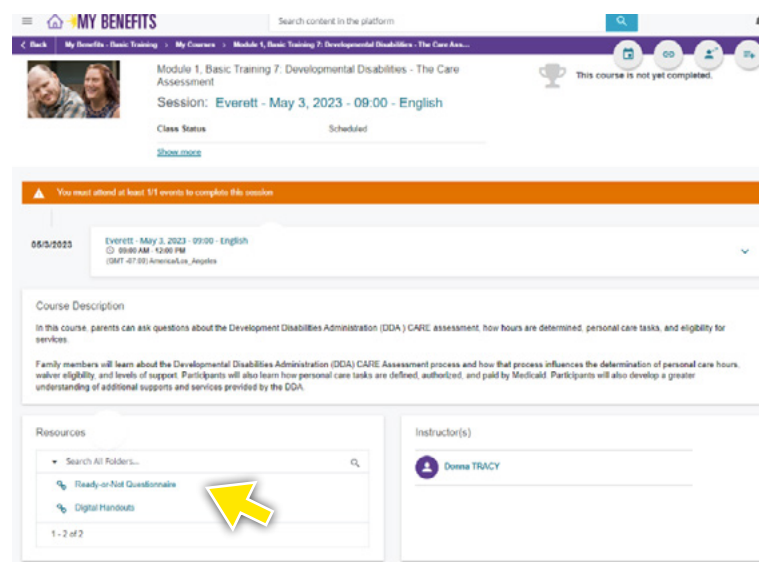 MY BENEFITS
Search content in the platform
Back My Benefits - Basic Training > My Courses > Module 1, Basic Training 7: Developmental Disabilities - The Care Ass...
Module 1, Basic Training 7: Developmental Disabilities - The Care
Assessment
This course is not yet completed.
Session: Everett - May 3, 2023 - 09:00 - English
Class Status Scheduled
Show more
You must attend at least 1/1 events to complete this session
05/3/2023
Everett - May 3, 2023 - 09:00 - English
09:00 AM - 12:00 PM
(GMT -07:00) America/Los_Angeles
Course Description
In this course, parents can ask questions about the Development Disabilities Administration (DDA ) CARE assessment, how hours are determined, personal care tasks, and eligibility for
services.
Family members will learn about the Developmental Disabilities Administration (DDA) CARE Assessment process and how that process influences the determination of personal care hours,
waiver eligibility, and levels of support. Participants will also learn how personal care tasks are defined, authorized, and paid by Medicaid. Participants will also develop a greater
understanding of additional supports and services provided by the DDA.
Resources
Search All Folders...
Ready-or-Not Questionnaire
Digital Handouts
1 - 2 of 2
Instructor(s)
Donna TRACY